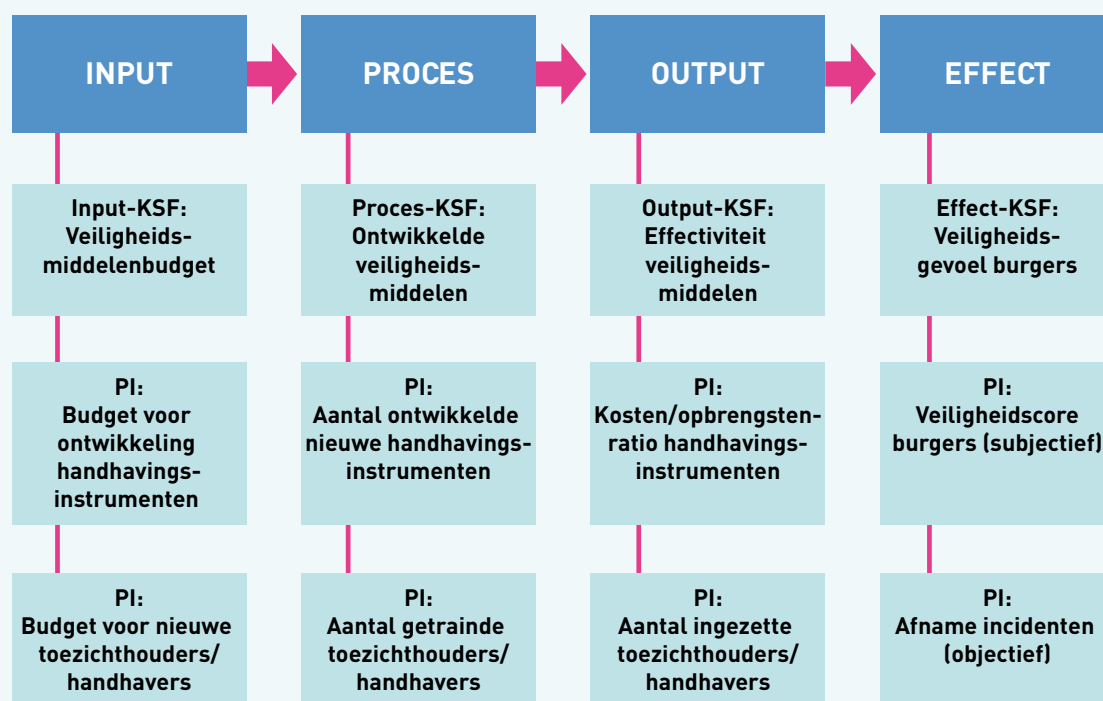 INPUT
PROCES
OUTPUT
EFFECT
Input-KSF:
Veiligheids-
middelenbudget
Proces-KSF:
Ontwikkelde
veiligheids-
middelen
Output-KSF:
Effectiviteit
veiligheids-
middelen
Effect-KSF:
Veiligheids-
gevoel burgers
PI:
Budget voor
ontwikkeling
handhavings-
instrumenten
PI:
Aantal ontwikkelde
nieuwe handhavings-
instrumenten
PI:
Kosten/opbrengsten-
ratio handhavings-
instrumenten
PI:
Veiligheidscore
burgers (subjectief)
PI:
Budget voor nieuwe
toezichthouders/
handhavers
PI:
Aantal getrainde
toezichthouders/
handhavers
PI:
Aantal ingezette
toezichthouders/
handhavers
PI:
Afname incidenten
(objectief)